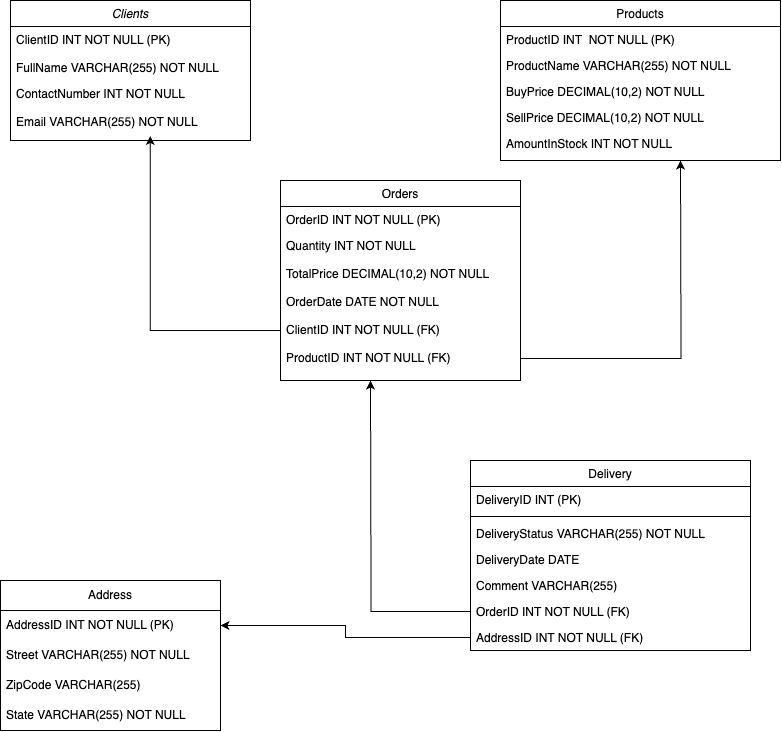 Clients
ClientID INT NOT NULL (PK)
FullName VARCHAR(255) NOT NULL
ContactNumber INT NOT NULL
Email VARCHAR(255) NOT NULL
Products
ProductID INT  NOT NULL (PK)
ProductName VARCHAR(255) NOT NULL
BuyPrice DECIMAL(10,2) NOT NULL
SellPrice DECIMAL(10,2) NOT NULL
AmountInStock INT NOT NULL
Orders
OrderID INT NOT NULL (PK)
Quantity INT NOT NULL
TotalPrice DECIMAL(10,2) NOT NULL
OrderDate DATE NOT NULL
ClientID INT NOT NULL (FK)
ProductID INT NOT NULL (FK)
Delivery
DeliveryID INT (PK)
DeliveryStatus VARCHAR(255) NOT NULL
DeliveryDate DATE
Comment VARCHAR(255)
OrderID INT NOT NULL (FK)
AddressID INT NOT NULL (FK)
Address
AddressID INT NOT NULL (PK)
Street VARCHAR(255) NOT NULL
ZipCode VARCHAR(255)
State VARCHAR(255) NOT NULL